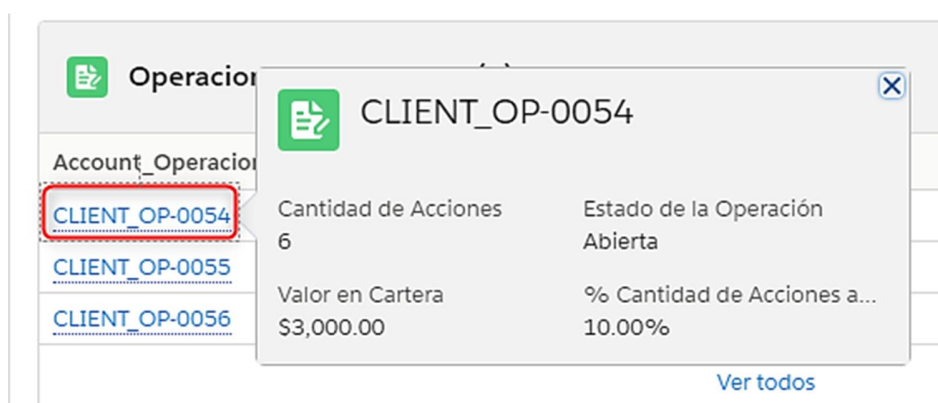 Operacion
CLIENT_OP-0054
Account_Operacion
CLIENT_OP-0054
Cantidad de Acciones
Estado de la Operación
6
Abierta
CLIENT_OP-0055
Valor en Cartera
% Cantidad de Acciones a...
CLIENT_OP-0056
$3,000.00
10.00%
Ver todos